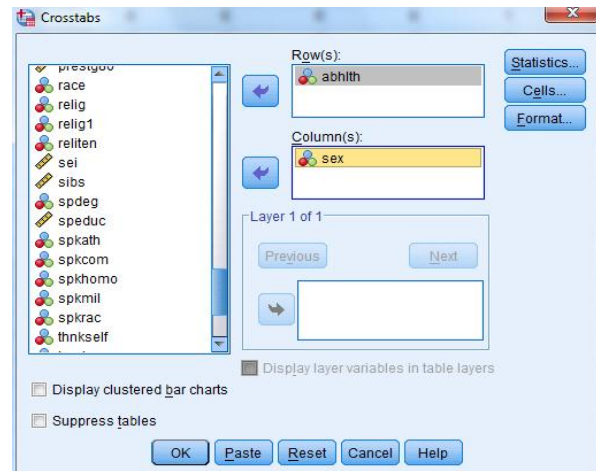 Crosstabs
race
relig
relig1
reliten
sei
sibs
spdeg
speduc
spkath
spkcom
spkhomo
spkmil
spkrac
thnkself
Row(s):
abhlth
Column(s):
sex
Layer 1 of 1
Previous
Next
Display layer variables in table layers
Statistics...
Cells...
Format...
Display clustered bar charts
Suppress tables
OK
Paste
Reset
Cancel
Help